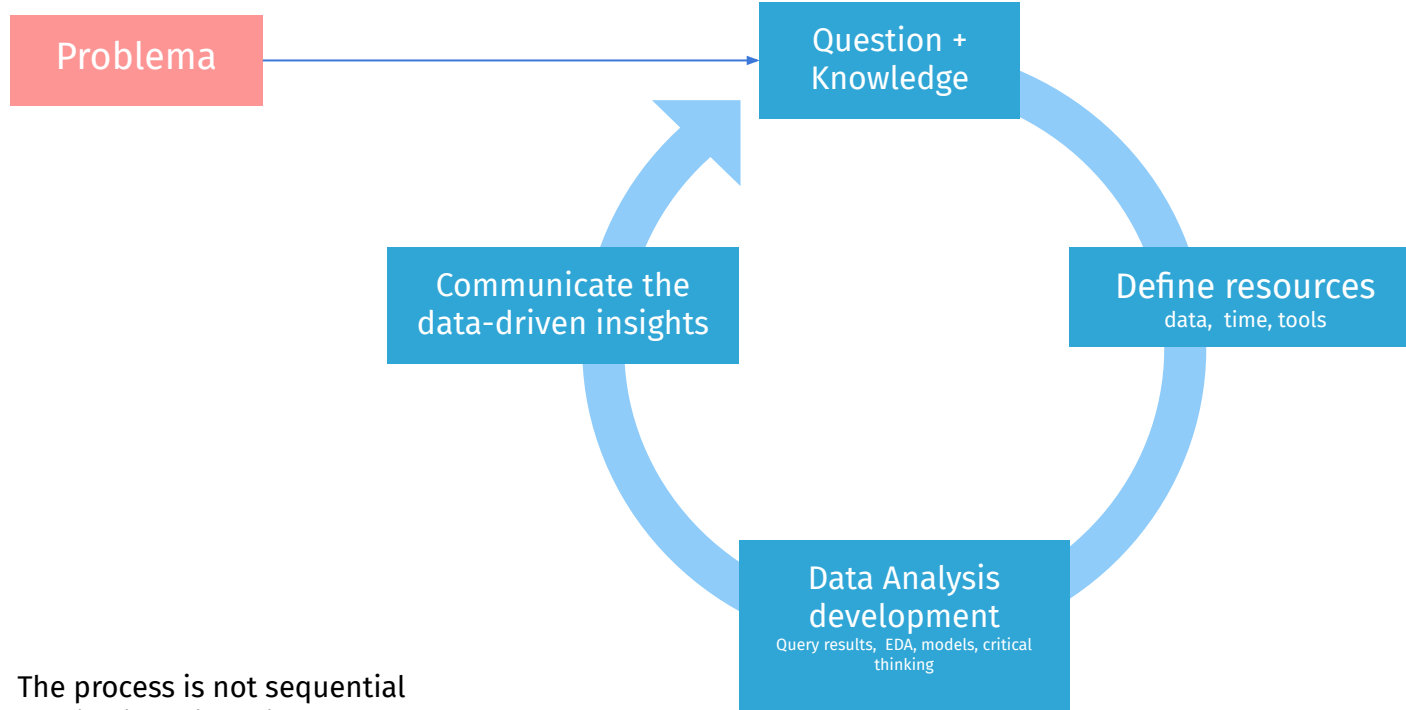 Problema
Question +
Knowledge
Define resources
data, time, tools
Data Analysis
development
Query results, EDA, models, critical
thinking
Communicate the
data-driven insights
The process is not sequential